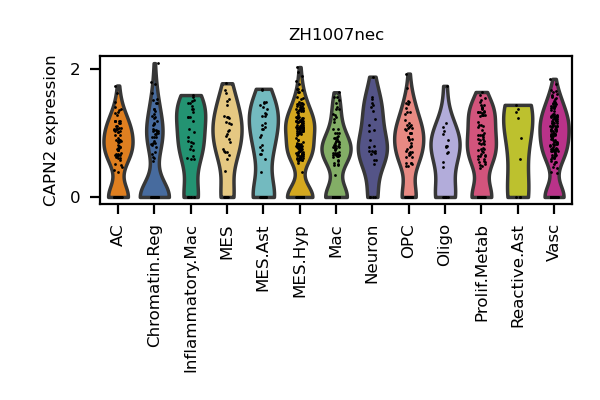 ZH1007nec
CAPN2 expression
2
0
AC
Chromatin.Reg
Inflammatory.Mac
MES
MES.Ast
MES.Hyp
Mac
Neuron
OPC
Oligo
Prolif.Metab
Reactive.Ast
Vasc